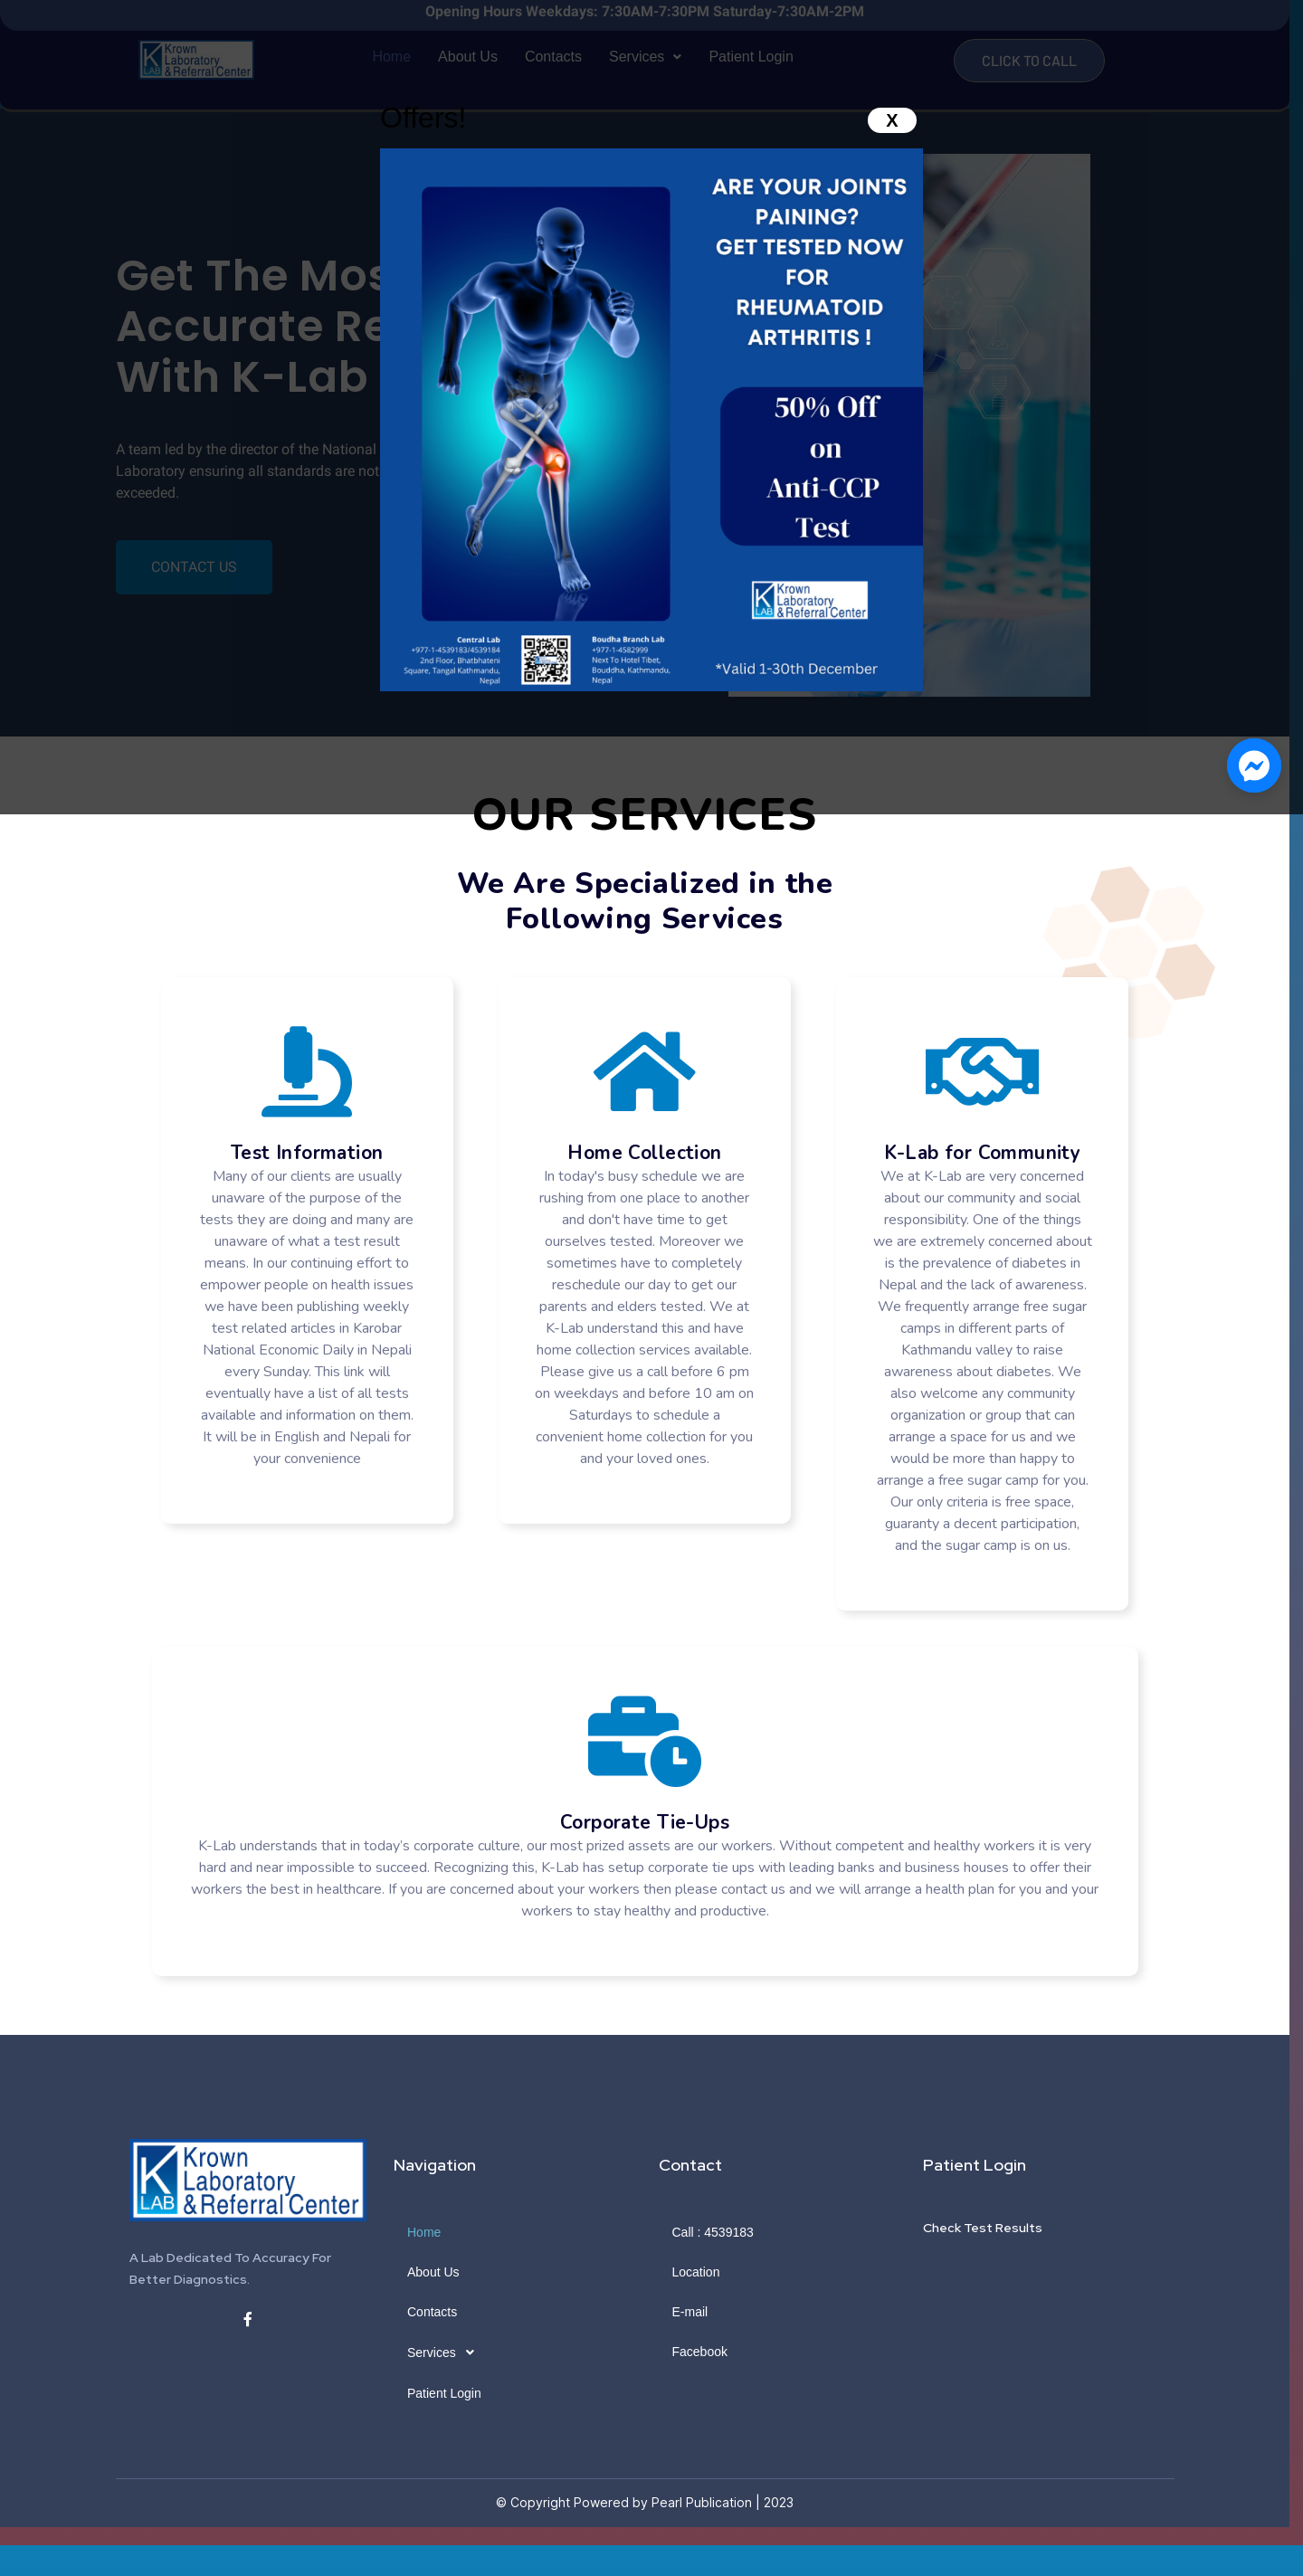 Opening Hours Weekdays: 7:30AM-7:30PM Saturday-7:30AM-2PM
K LAB Krown Laboratory & Referral Center
Home About Us Contacts Services Patient Login
CLICK TO CALL
Offers!
X
Get The Mos
Accurate Re
With K-Lab
A team led by the director of the National
Laboratory ensuring all standards are not
exceeded.
CONTACT US
ARE YOUR JOINTS
PAINING?
GET TESTED NOW
FOR
RHEUMATOID
ARTHRITIS !
50% Off
on
Anti-CCP
Test
K LAB Krown Laboratory & Referral Center
Central Lab
+977-1-4539183/4539184
2nd Floor, Bhatbhateni
Square, Tangal Kathmandu,
Nepal
Boudha Branch Lab
+977-1-4582999
Next To Hotel Tibet,
Bouddha, Kathmandu,
Nepal
*Valid 1-30th December
OUR SERVICES
We Are Specialized in the
Following Services
Test Information
Many of our clients are usually
unaware of the purpose of the
tests they are doing and many are
unaware of what a test result
means. In our continuing effort to
empower people on health issues
we have been publishing weekly
test related articles in Karobar
National Economic Daily in Nepali
every Sunday. This link will
eventually have a list of all tests
available and information on them.
It will be in English and Nepali for
your convenience
Home Collection
In today's busy schedule we are
rushing from one place to another
and don't have time to get
ourselves tested. Moreover we
sometimes have to completely
reschedule our day to get our
parents and elders tested. We at
K-Lab understand this and have
home collection services available.
Please give us a call before 6 pm
on weekdays and before 10 am on
Saturdays to schedule a
convenient home collection for you
and your loved ones.
K-Lab for Community
We at K-Lab are very concerned
about our community and social
responsibility. One of the things
we are extremely concerned about
is the prevalence of diabetes in
Nepal and the lack of awareness.
We frequently arrange free sugar
camps in different parts of
Kathmandu valley to raise
awareness about diabetes. We
also welcome any community
organization or group that can
arrange a space for us and we
would be more than happy to
arrange a free sugar camp for you.
Our only criteria is free space,
guaranty a decent participation,
and the sugar camp is on us.
Corporate Tie-Ups
K-Lab understands that in today's corporate culture, our most prized assets are our workers. Without competent and healthy workers it is very
hard and near impossible to succeed. Recognizing this, K-Lab has setup corporate tie ups with leading banks and business houses to offer their
workers the best in healthcare. If you are concerned about your workers then please contact us and we will arrange a health plan for you and your
workers to stay healthy and productive.
K LAB Krown
Laboratory
& Referral Center
A Lab Dedicated To Accuracy For
Better Diagnostics.
Navigation
Home
About Us
Contacts
Services
Patient Login
Contact
Call : 4539183
Location
E-mail
Facebook
Patient Login
Check Test Results
© Copyright Powered by Pearl Publication | 2023